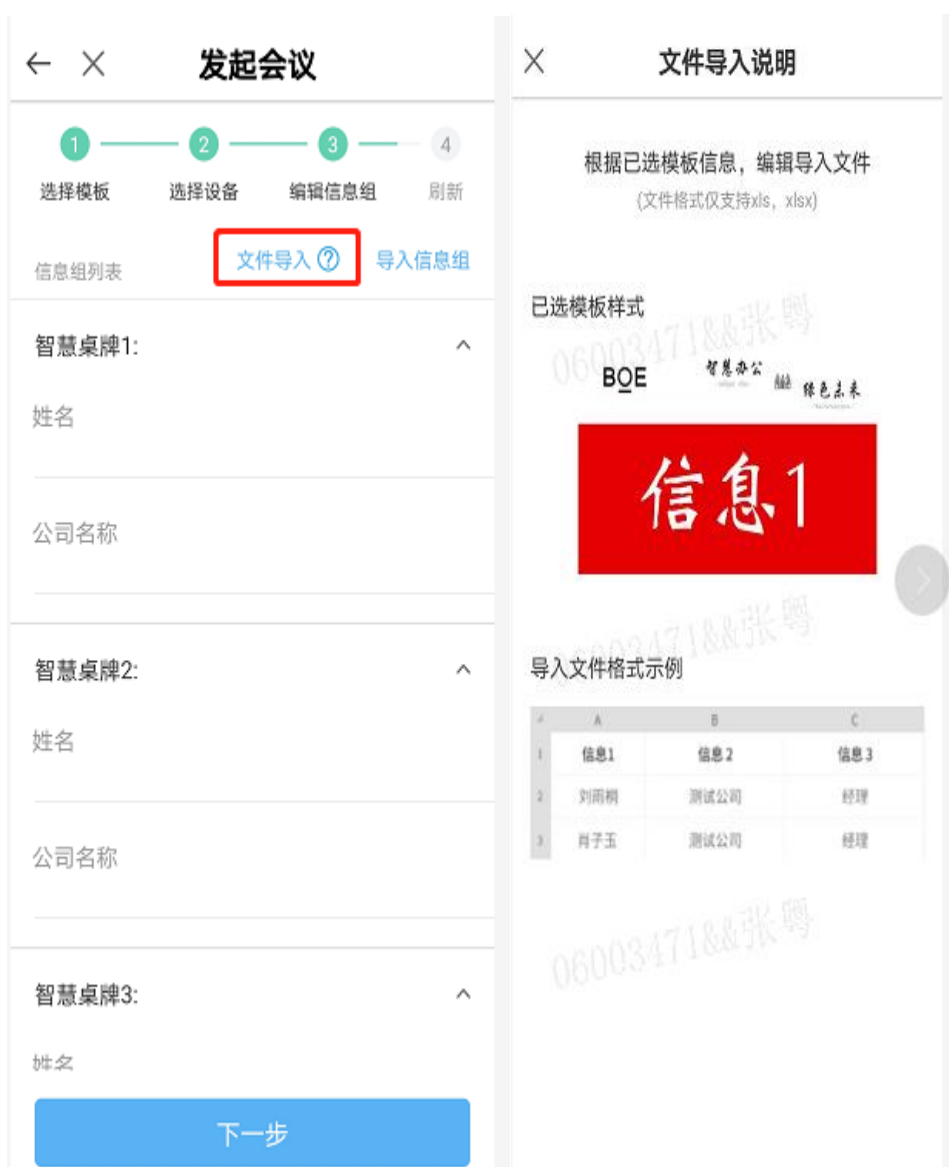 发起会议
1 2 3 4
选择模板 选择设备 编辑信息组 刷新
信息组列表 文件导入 ? 导入信息组
智慧桌牌1:
姓名
公司名称
智慧桌牌2:
姓名
公司名称
智慧桌牌3:
姓名
下一步
文件导入说明
根据已选模板信息，编辑导入文件
(文件格式仅支持xls，xlsx)
已选模板样式
06003471&&张粤
BOE 智慧办公 绿色未来
信息1
06003471&&张粤
导入文件格式示例
A B C
1 信息1 信息2 信息3
2 刘雨桐 测试公司 经理
3 肖子玉 测试公司 经理
06003471&&张粤